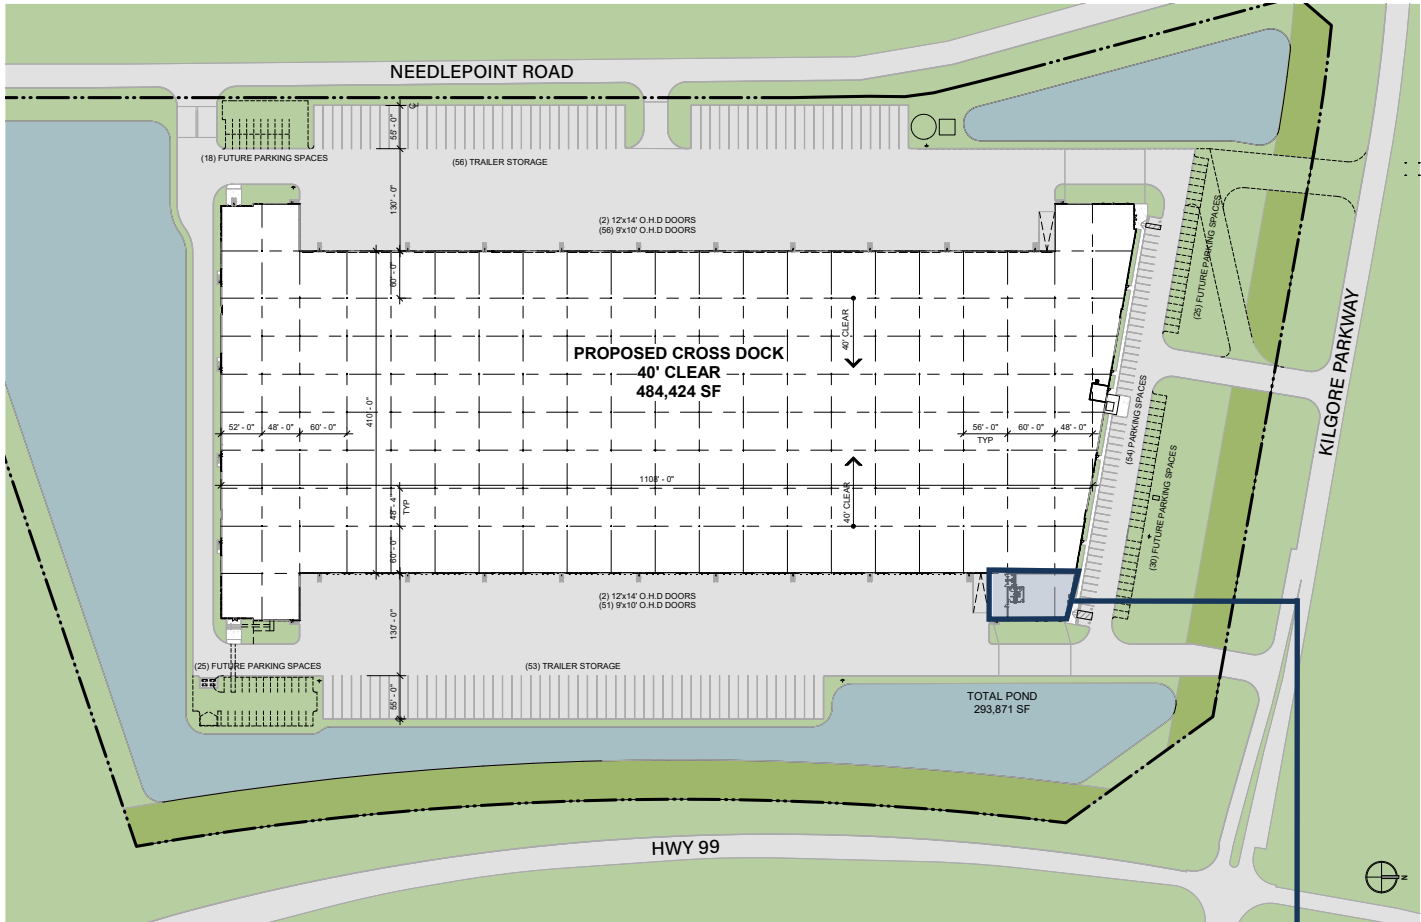 NEEDLEPOINT ROAD
55' - 0"
(18) FUTURE PARKING SPACES
(56) TRAILER STORAGE
130' - 0"
(2) 12'x14' O.H.D DOORS
(56) 9'x10' O.H.D DOORS
(25) FUTURE PARKING SPACES
60' - 0"
40' CLEAR
PROPOSED CROSS DOCK
40' CLEAR
484,424 SF
KILGORE PARKWAY
410' - 0"
52' - 0"
48' - 0"
60' - 0"
56' - 0"
TYP
60' - 0"
48' - 0"
(54) PARKING SPACES
1108' - 0"
48' - 4"
TYP
40' CLEAR
(30) FUTURE PARKING SPACES
60' - 0"
(2) 12'x14' O.H.D DOORS
(51) 9'x10' O.H.D DOORS
130' - 0"
(25) FUTURE PARKING SPACES
(53) TRAILER STORAGE
55' - 0"
TOTAL POND
293,871 SF
HWY 99
N